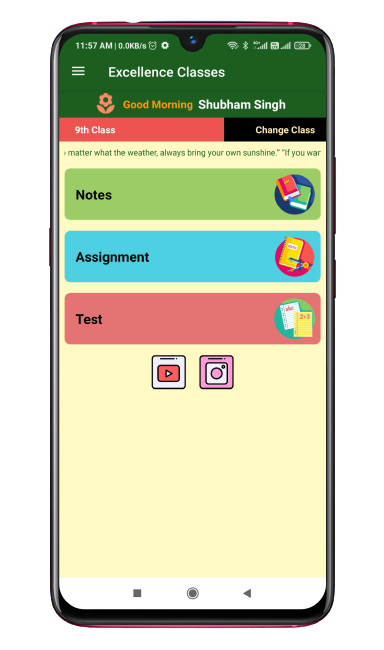 11:57 AM | 0.0KB/s
Excellence Classes
Good Morning Shubham Singh
9th Class
Change Class
matter what the weather, always bring your own sunshine." "If you war
Notes
Assignment
Test
abc
2+3